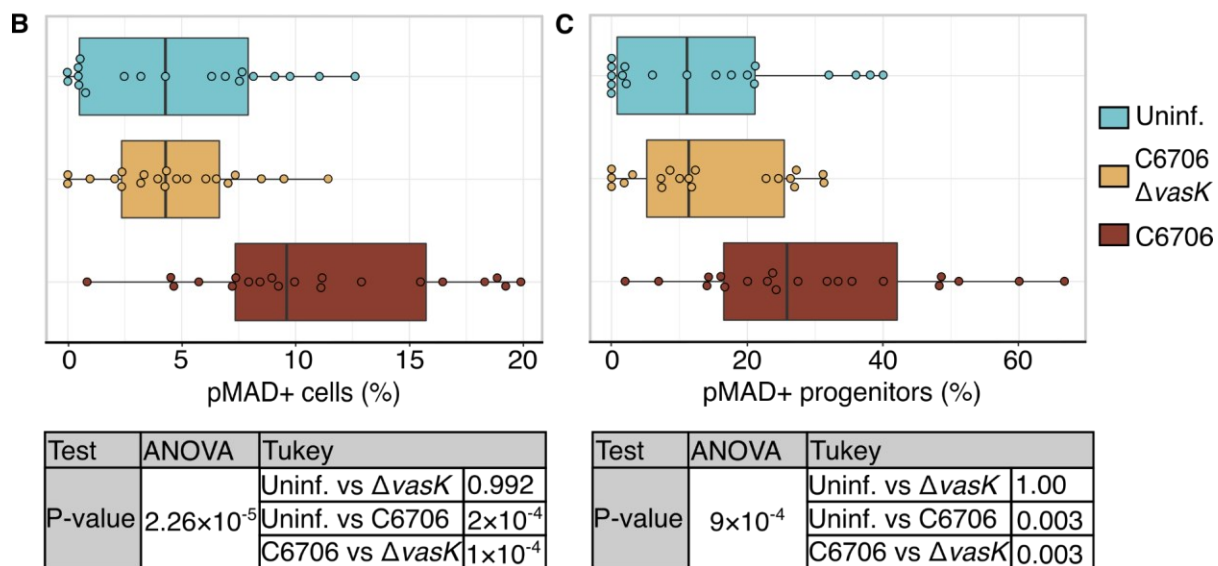 B
0 5 10 15 20
pMAD+ cells (%)
C
0 20 40 60
pMAD+ progenitors (%)
Uninf.
C6706
ΔvasK
C6706
Test ANOVA Tukey
P-value 2.26×10⁻⁵
Uninf. vs ΔvasK 0.992
Uninf. vs C6706 2×10⁻⁴
C6706 vs ΔvasK 1×10⁻⁴
Test ANOVA Tukey
P-value 9×10⁻⁴
Uninf. vs ΔvasK 1.00
Uninf. vs C6706 0.003
C6706 vs ΔvasK 0.003